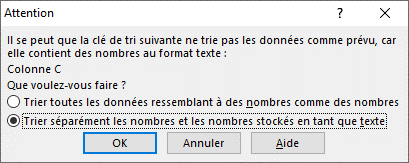 Attention
Il se peut que la clé de tri suivante ne trie pas les données comme prévu, car
elle contient des nombres au format texte :
Colonne C
Que voulez-vous faire ?
Trier toutes les données ressemblant à des nombres comme des nombres
Trier séparément les nombres et les nombres stockés en tant que texte
OK Annuler Aide